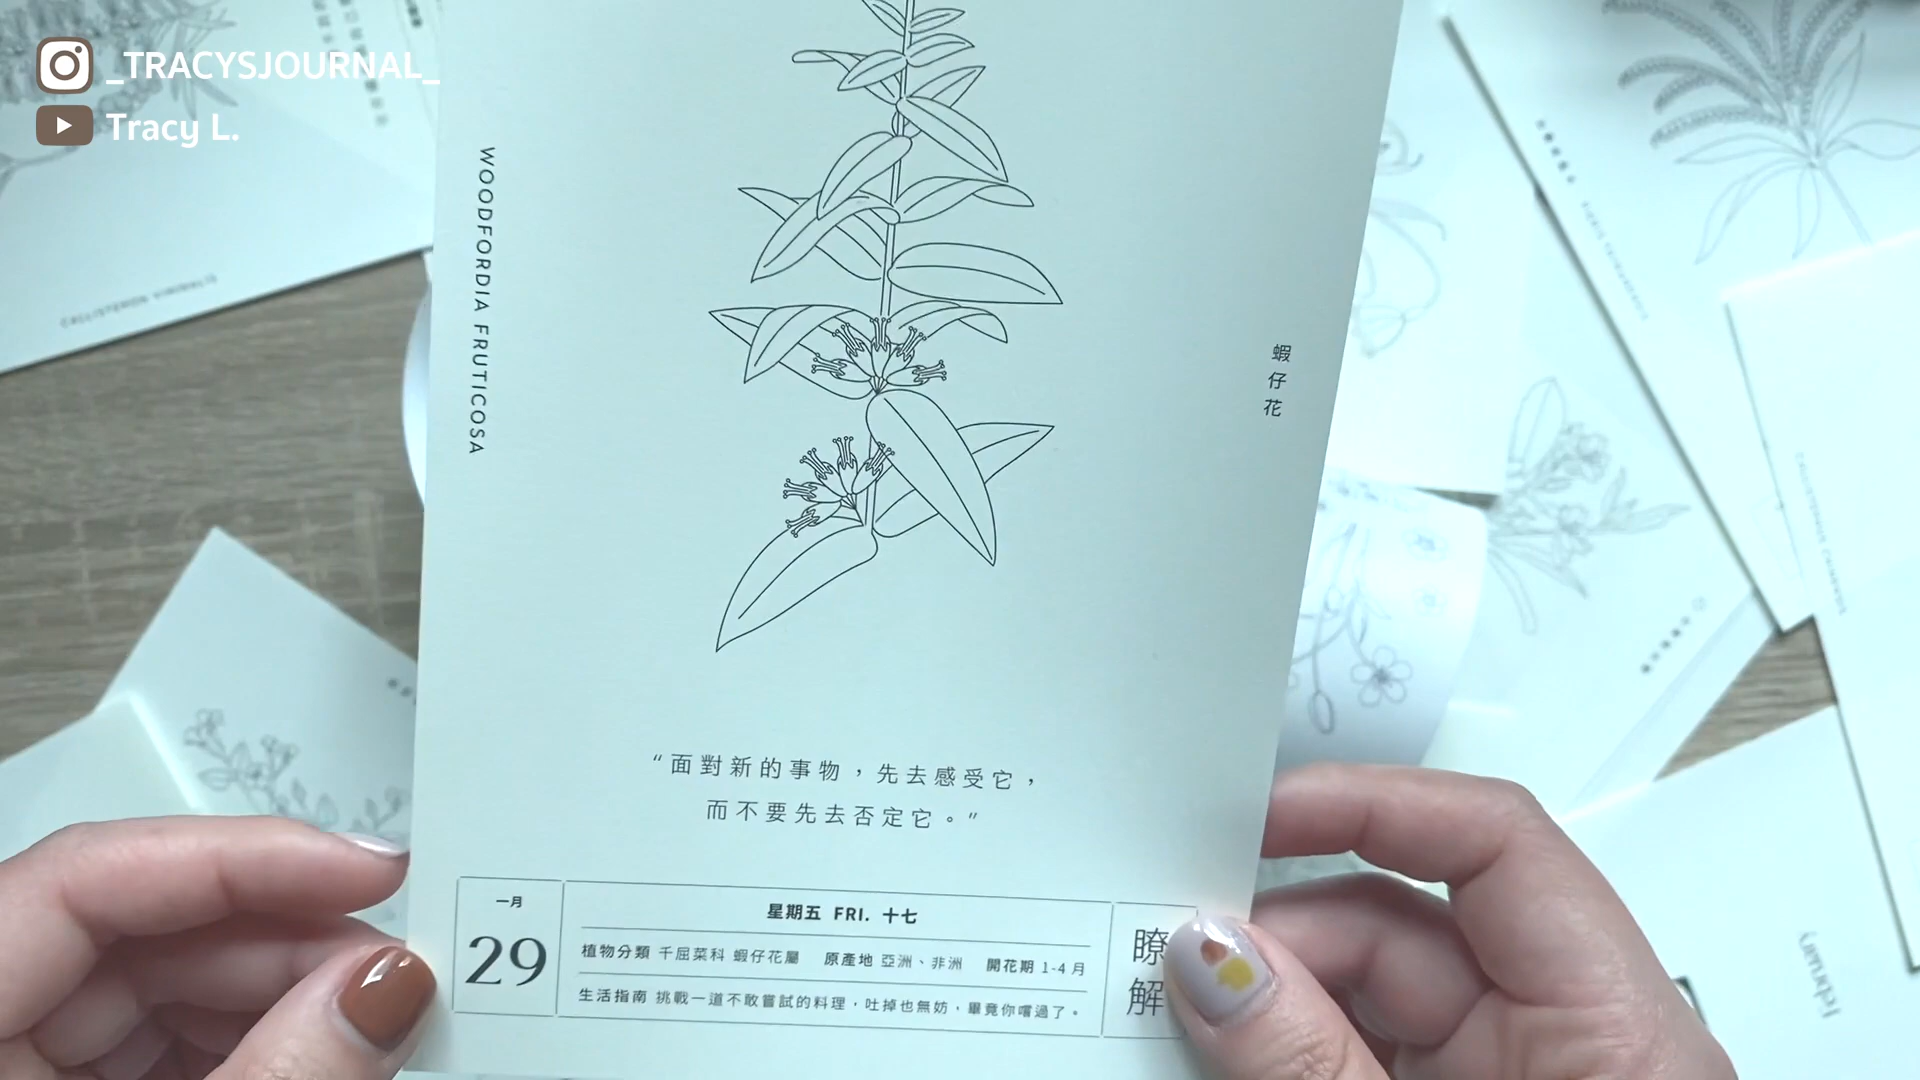 _TRACYSJOURNAL_
Tracy L.
WOODFORDIA FRUTICOSA
蝦仔花
CALLISTEMON VIMINALIS
“面對新的事物，先去感受它，
而不要先去否定它。”
一月
29
星期五 FRI. 十七
植物分類 千屈菜科 蝦仔花屬 原產地 亞洲、非洲 開花期 1-4 月
生活指南 挑戰一道不敢嘗試的料理，吐掉也無妨，畢竟你嚐過了。
瞭解
February